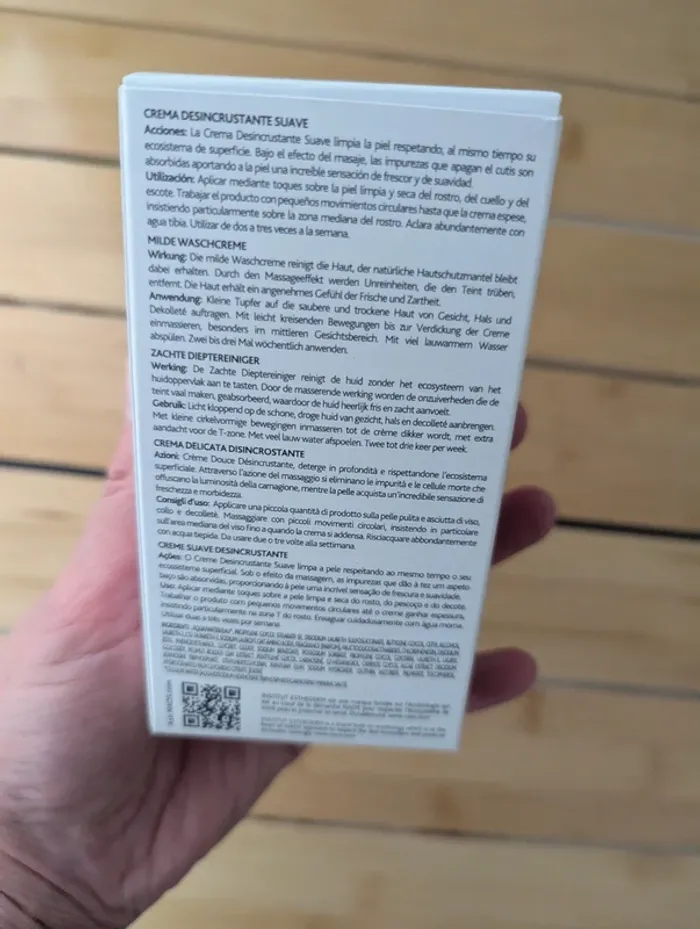 CREMA DESINCRUSTANTE SUAVE
Acciones: La Crema Desincrustante Suave limpia la piel respetando, al mismo tiempo su
ecosistema de superficie. Bajo el efecto del masaje, las impurezas que apagan el cutis son
absorbidas aportando a la piel una increíble sensación de frescor y de suavidad.
Utilización: Aplicar mediante toques sobre la piel limpia y seca del rostro, del cuello y del
escote. Trabajar el producto con pequeños movimientos circulares hasta que la crema espese,
insistiendo particularmente sobre la zona mediana del rostro. Aclara abundantemente con
agua tibia. Utilizar de dos a tres veces a la semana.
MILDE WASCHCREME
Wirkung: Die milde Waschcreme reinigt die Haut, der natürliche Hautschutzmantel bleibt
dabei erhalten. Durch den Massageeffekt werden Unreinheiten, die den Teint trüben,
entfernt. Die Haut erhält ein angenehmes Gefühl der Frische und Zartheit.
Anwendung: Kleine Tupfer auf die saubere und trockene Haut von Gesicht, Hals und
Dekolleté auftragen. Mit leicht kreisenden Bewegungen bis zur Verdickung der Creme
einmassieren, besonders im mittleren Gesichtsbereich. Mit viel lauwarmem Wasser
abspülen. Zwei bis drei Mal wöchentlich anwenden.
ZACHTE DIEPTEREINIGER
Werking: De Zachte Dieptereiniger reinigt de huid zonder het ecosysteem van het
huidoppervlak aan te tasten. Door de masserende werking worden de onzuiverheden die de
teint vaal maken, geabsorbeerd, waardoor de huid heerlijk fris en zacht aanvoelt.
Gebruik: Licht kloppend op de schone, droge huid van gezicht, hals en decolleté aanbrengen.
Met kleine cirkelvormige bewegingen inmasseren tot de crème dikker wordt, met extra
aandacht voor de T-zone. Met veel lauw water afspoelen. Twee tot drie keer per week.
CREMA DELICATA DISINCROSTANTE
Azioni: Crème Douce Désincrustante, deterge in profondità e rispettandone l'ecosistema
superficiale. Attraverso l'azione del massaggio si eliminano le impurità e le cellule morte che
offuscano la luminosità della carnagione, mentre la pelle acquista un'incredibile sensazione di
freschezza e morbidezza.
Consigli d'uso: Applicare una piccola quantità di prodotto sulla pelle pulita e asciutta di viso,
collo e decolleté. Massaggiare con piccoli movimenti circolari, insistendo in particolare
sull'area mediana del viso fino a quando la crema si addensa. Risciacquare abbondantemente
con acqua tiepida. Da usare due o tre volte alla settimana.
CREME SUAVE DESINCRUSTANTE
Ações: O Creme Desincrustante Suave limpa a pele respeitando ao mesmo tempo o seu
ecossistema superficial. Sob o efeito da massagem, as impurezas que dão à tez um aspeto
baço são absorvidas, proporcionando à pele uma incrível sensação de frescura e suavidade.
Uso: Aplicar mediante toques sobre a pele limpa e seca do rosto, do pescoço e do decote.
Trabalhar o produto com pequenos movimentos circulares até o creme ganhar espessura,
insistindo particularmente na zona T do rosto. Enxaguar cuidadosamente com água morna.
Utilizar duas a três vezes por semana.